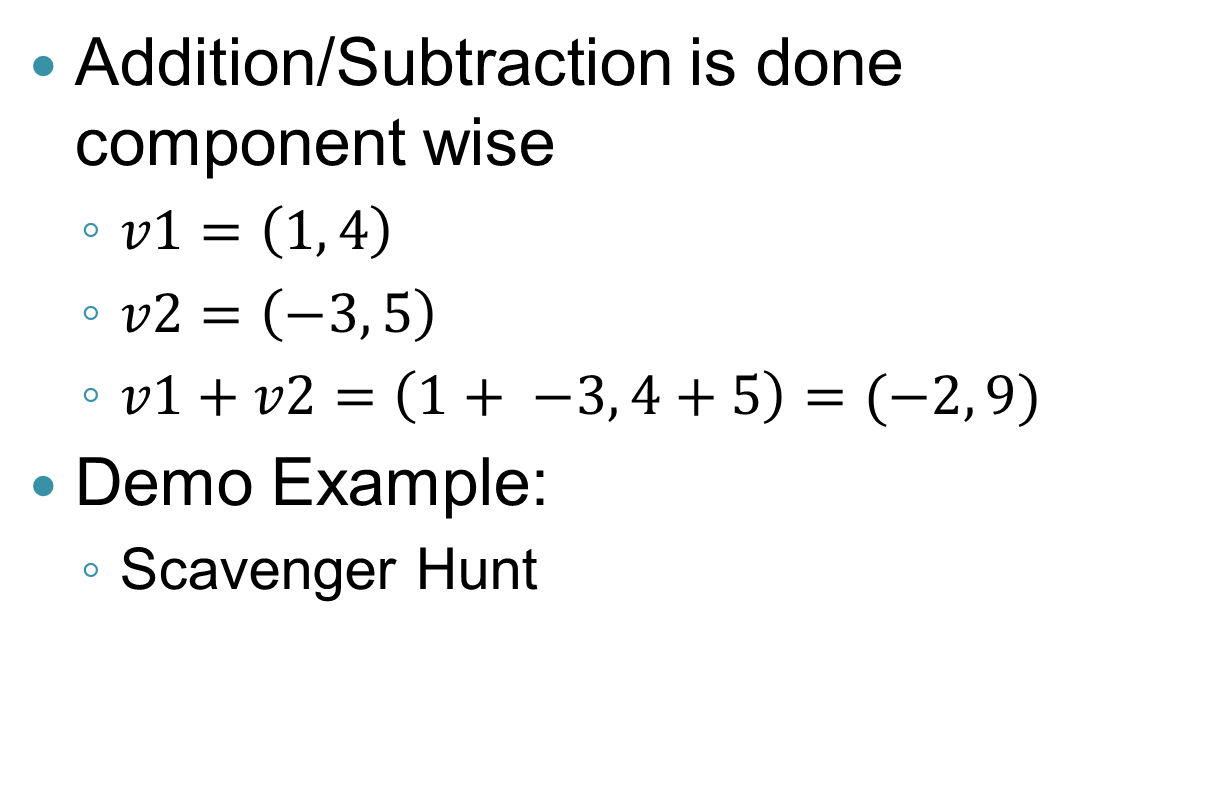 • Addition/Subtraction is done
component wise
◦ 𝑣1 = (1, 4)
◦ 𝑣2 = (−3, 5)
◦ 𝑣1 + 𝑣2 = (1 + −3, 4 + 5) = (−2, 9)
• Demo Example:
◦ Scavenger Hunt